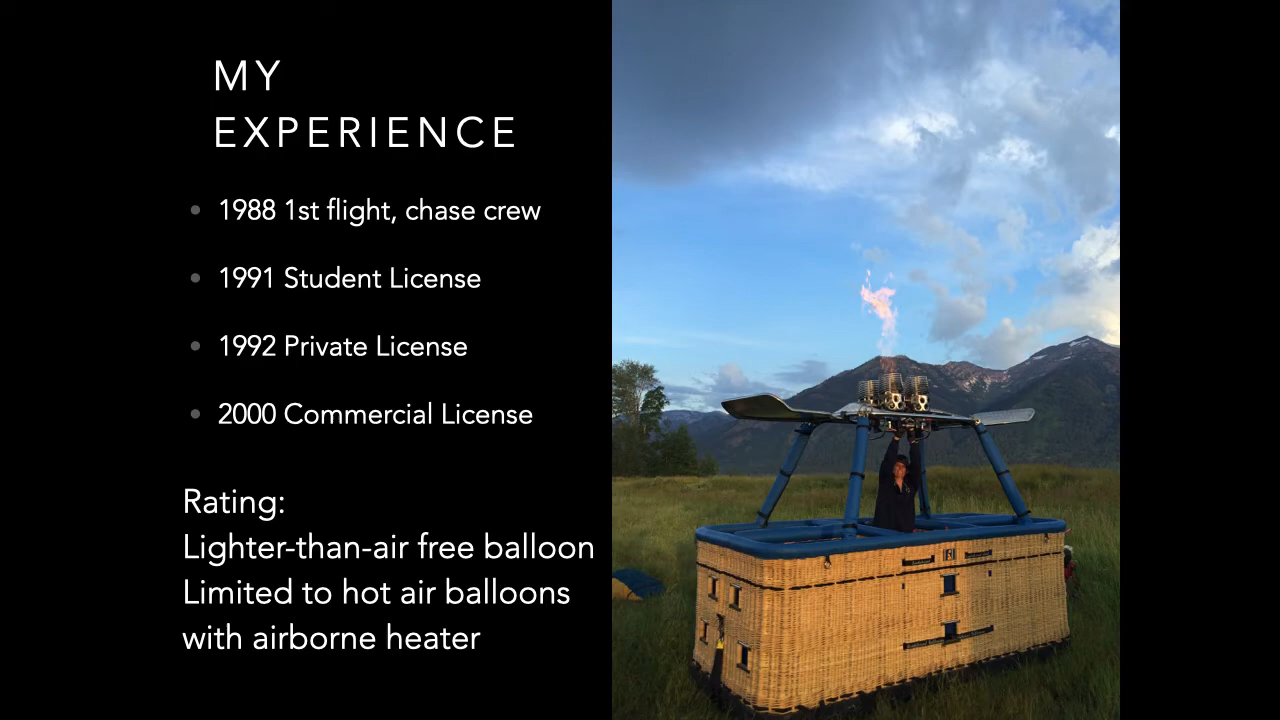 MY
EXPERIENCE
1988 1st flight, chase crew
1991 Student License
1992 Private License
2000 Commercial License
Rating:
Lighter-than-air free balloon
Limited to hot air balloons
with airborne heater